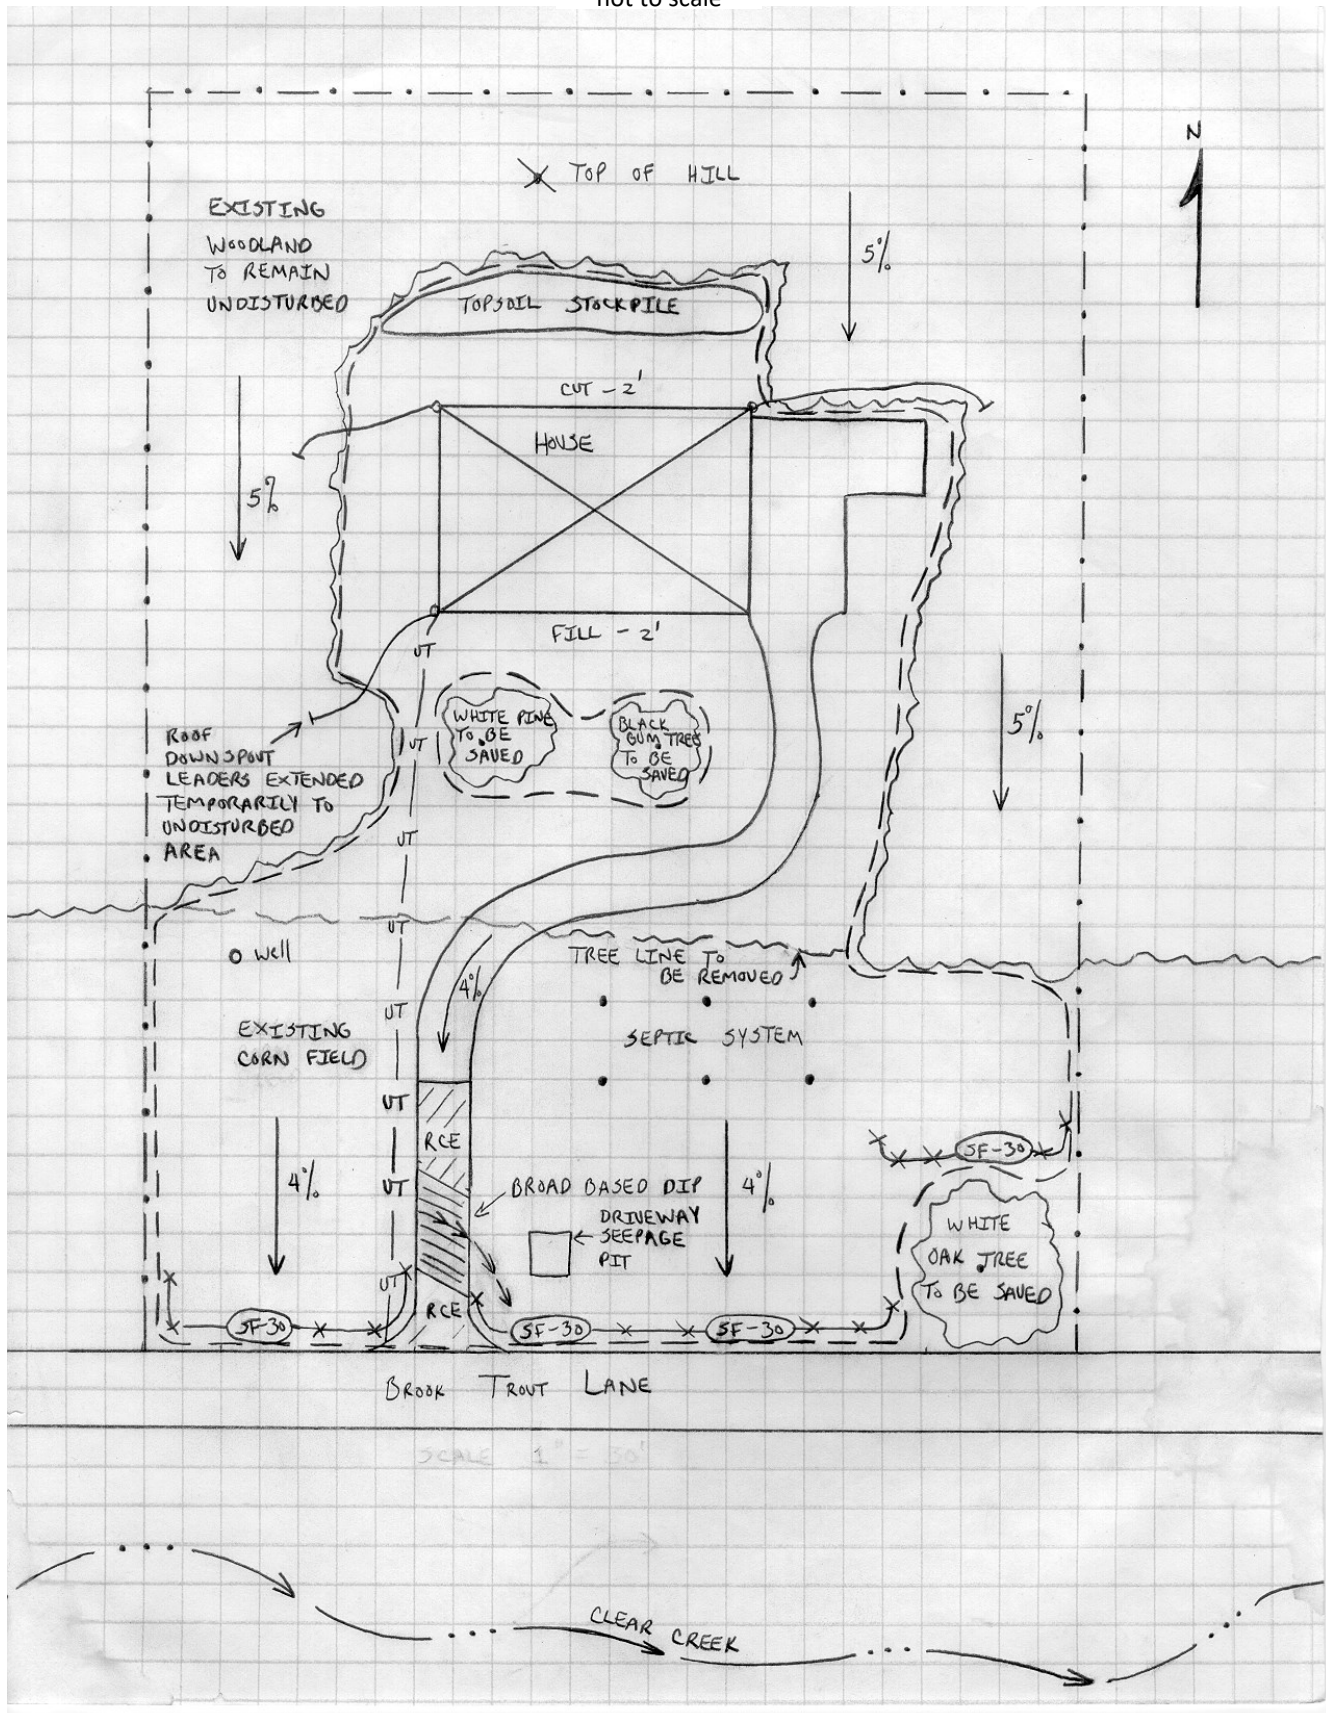 not to scale
N
TOP OF HILL
EXISTING
WOODLAND
TO REMAIN
UNDISTURBED
5%
TOPSOIL STOCKPILE
CUT - 2'
HOUSE
5%
FILL - 2'
UT
WHITE PINE
TO BE
SAVED
BLACK
GUM TREE
TO BE
SAVED
5%
ROOF
DOWNSPOUT
LEADERS EXTENDED
TEMPORARILY TO
UNDISTURBED
AREA
UT
UT
UT
well
TREE LINE TO
BE REMOVED
4%
UT
EXISTING
CORN FIELD
SEPTIC SYSTEM
UT
RCE
SF-30
4%
UT
BROAD BASED DIP
4%
DRIVEWAY
SEEPAGE
PIT
WHITE
OAK TREE
TO BE SAVED
UT
RCE
SF-30
SF-30
SF-30
BROOK TROUT LANE
SCALE 1" = 30'
CLEAR CREEK